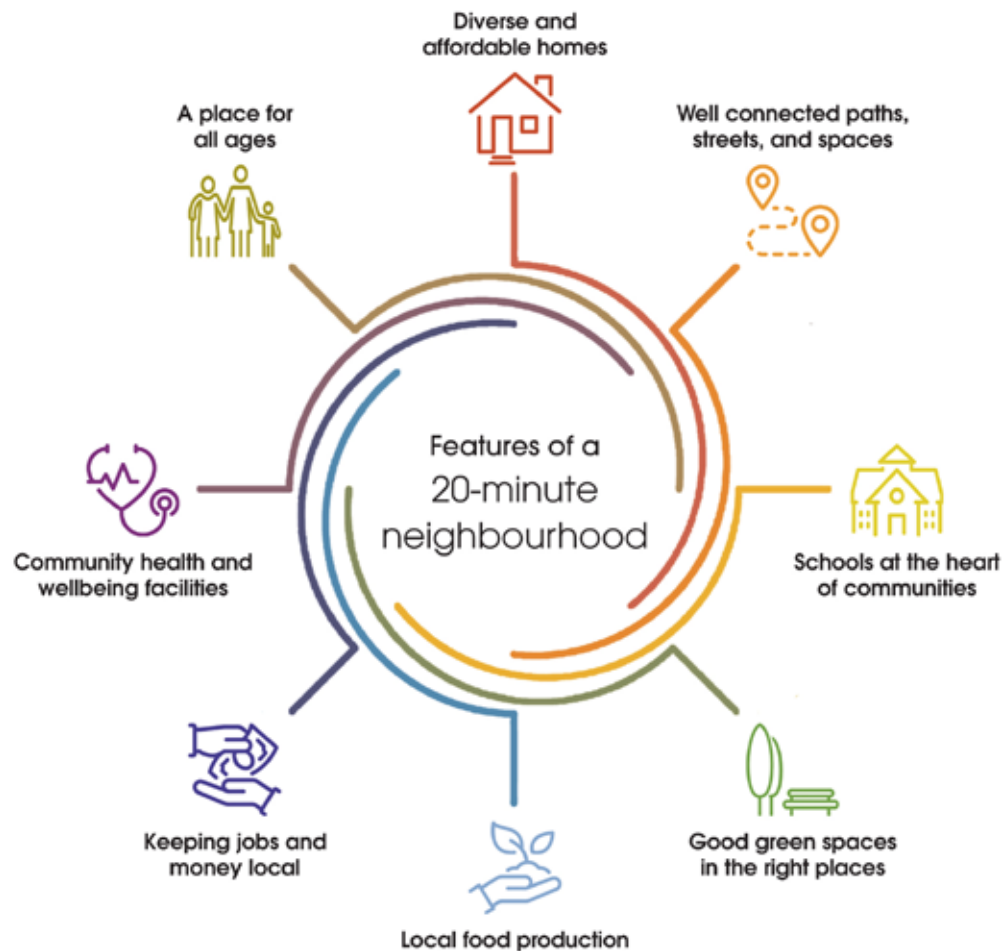 Diverse and
affordable homes
Well connected paths,
streets, and spaces
Schools at the heart
of communities
Good green spaces
in the right places
Local food production
Keeping jobs and
money local
Community health and
wellbeing facilities
A place for
all ages
Features of a
20-minute
neighbourhood